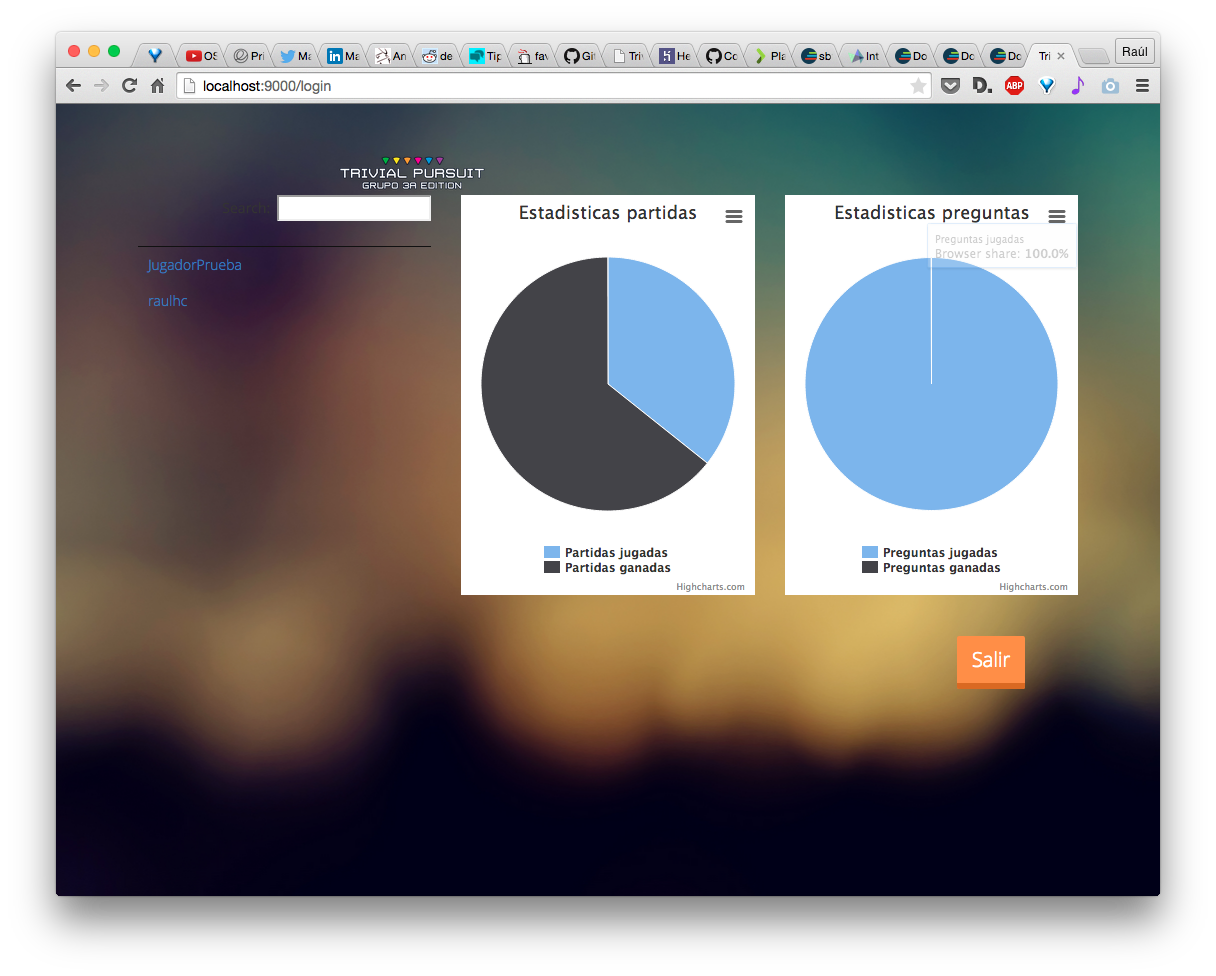 OS
Pri
Ma
in Ma
An
de
Tip
fav
Git
Tri
He
Co
Pla
sb
Int
Do
Do
Do
Tri
Raúl
localhost:9000/login
D.
ABP
TRIVIAL PURSUIT
GRUPO 3A EDITION
Search:
JugadorPrueba
raulhc
Estadisticas partidas
Partidas jugadas
Partidas ganadas
Highcharts.com
Estadisticas preguntas
Preguntas jugadas
Browser share: 100.0%
Preguntas jugadas
Preguntas ganadas
Highcharts.com
Salir